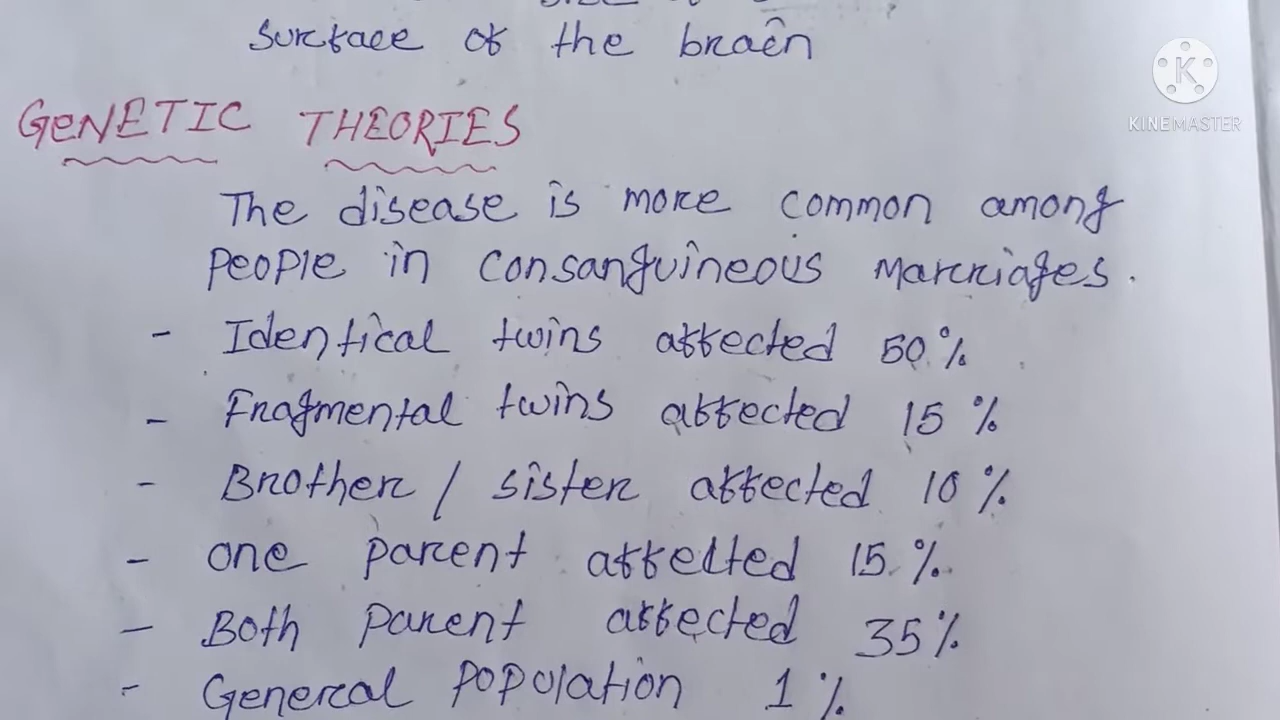 surface of the brain
GENETIC THEORIES
The disease is more common among
people in consanguineous marriages.
- Identical twins affected 50%
- Fragmental twins affected 15%
- Brother / sister affected 10%
- one parent affected 15%
- Both parent affected 35%
- General population 1%
K
KINEMASTER